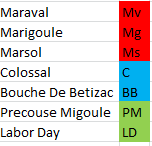 Maraval Mv
Marigoule Mg
Marsol Ms
Colossal C
Bouche De Betizac BB
Precouse Migoule PM
Labor Day LD